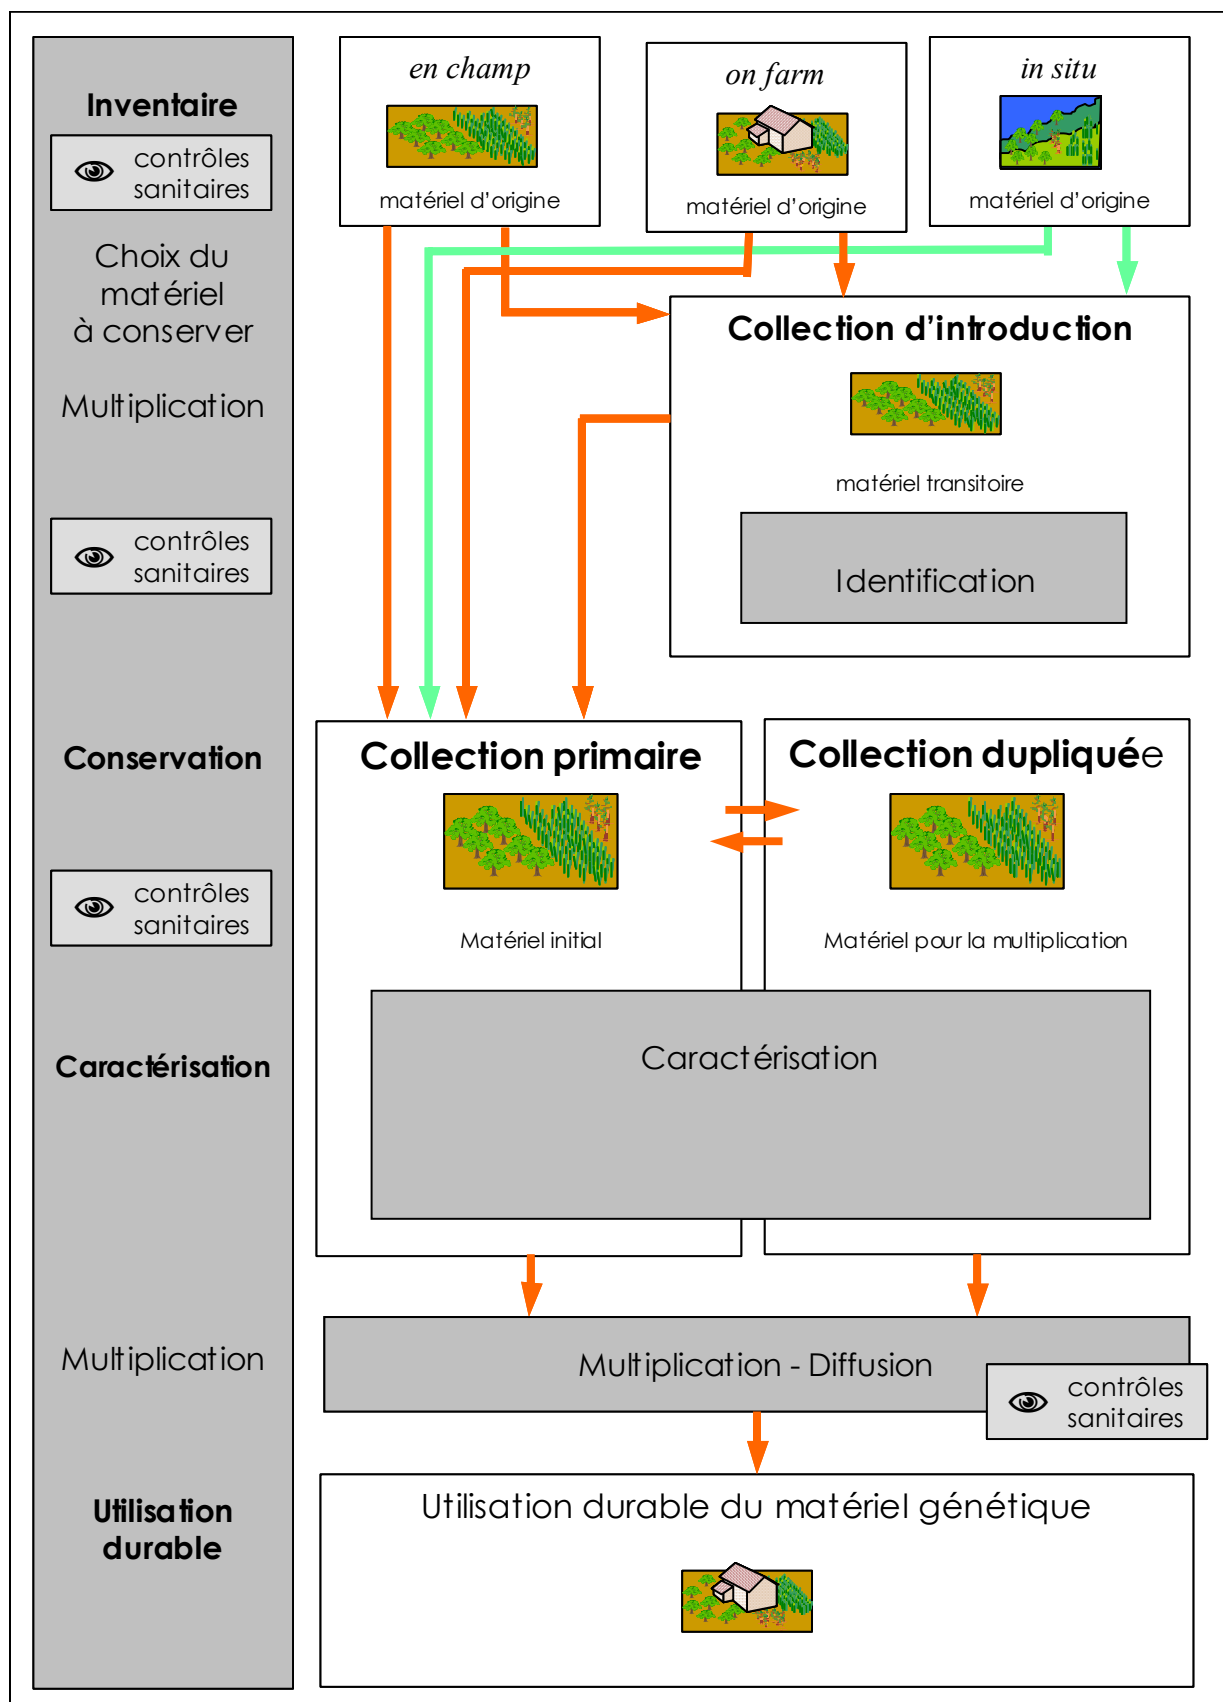 Inventaire
contrôles
sanitaires
Choix du
matériel
à conserver
Multiplication
contrôles
sanitaires
Conservation
contrôles
sanitaires
Caractérisation
Multiplication
Utilisation
durable
en champ
matériel d’origine
on farm
matériel d’origine
in situ
matériel d’origine
Collection d’introduction
matériel transitoire
Identification
Collection primaire
Matériel initial
Collection dupliquée
Matériel pour la multiplication
Caractérisation
Multiplication - Diffusion
contrôles
sanitaires
Utilisation durable du matériel génétique